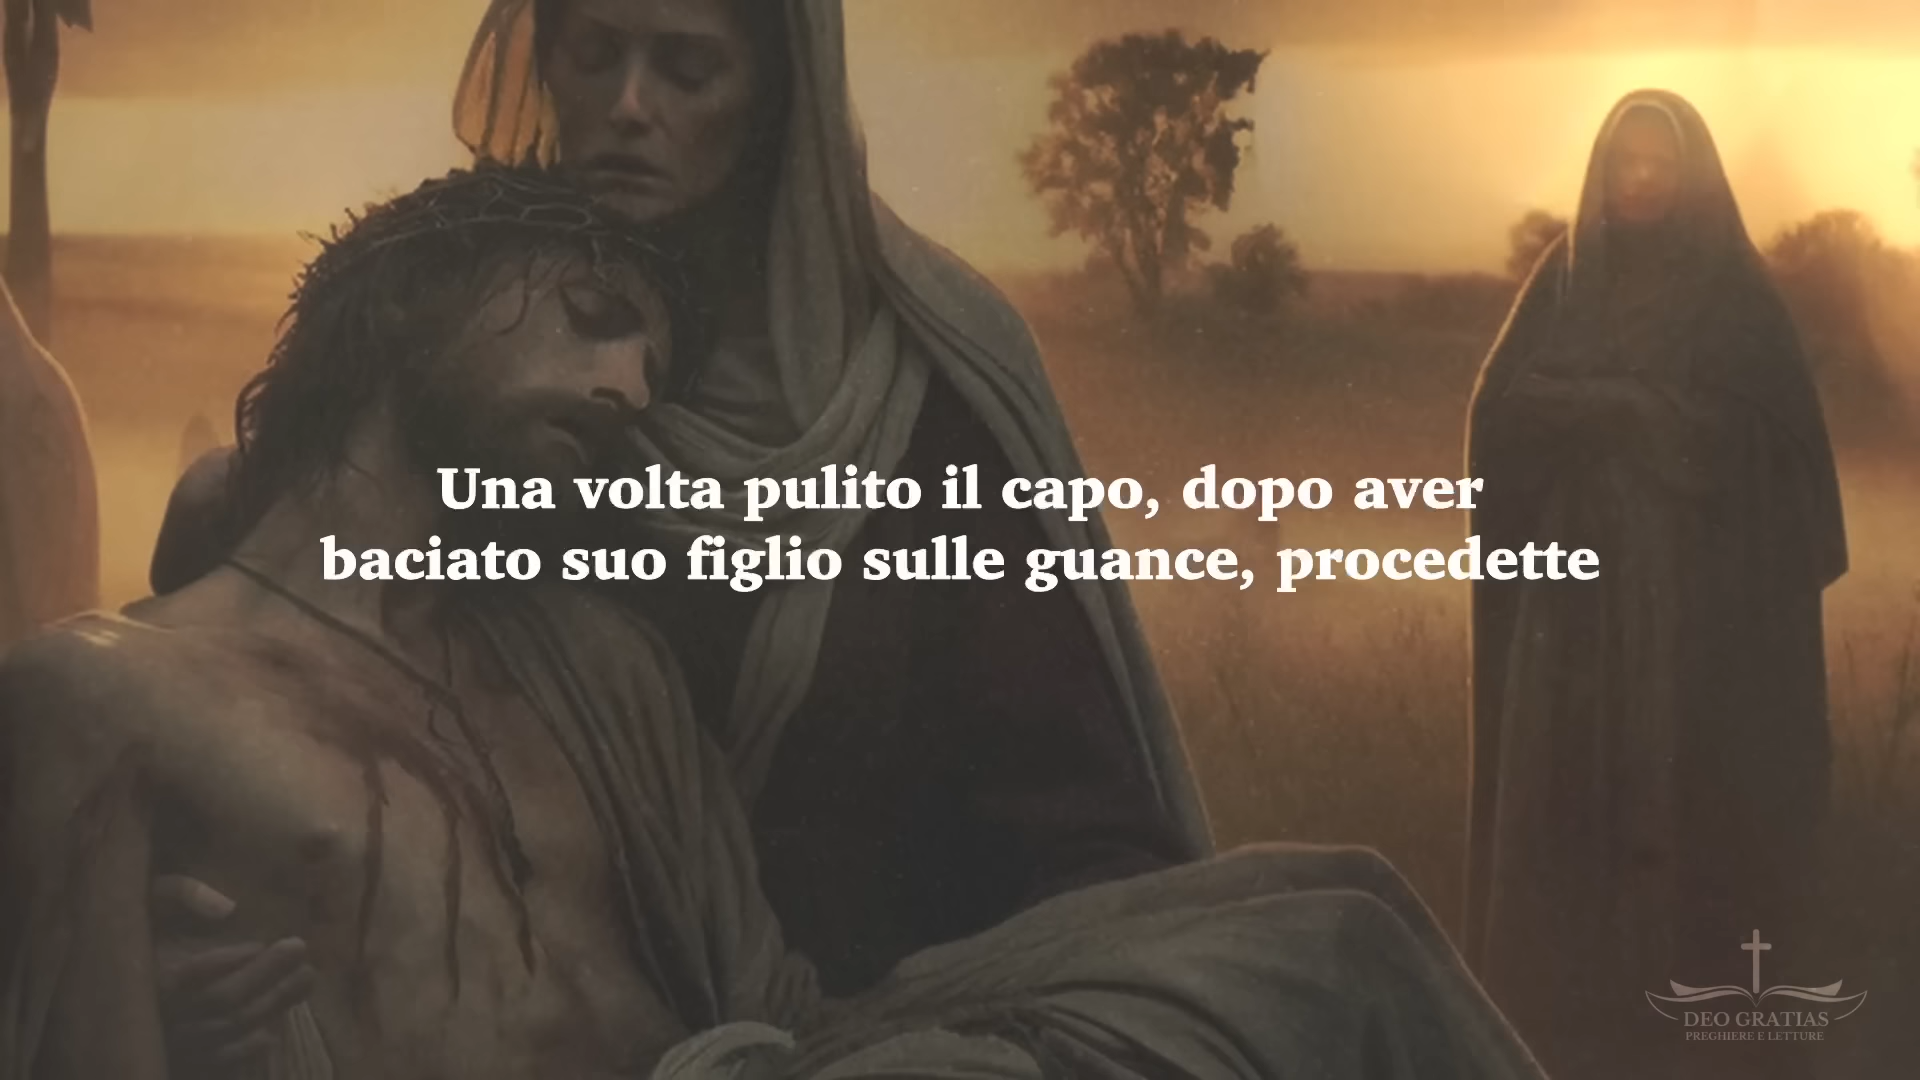 Una volta pulito il capo, dopo aver
baciato suo figlio sulle guance, procedette
DEO GRATIAS
PREGHIERE E LETTURE